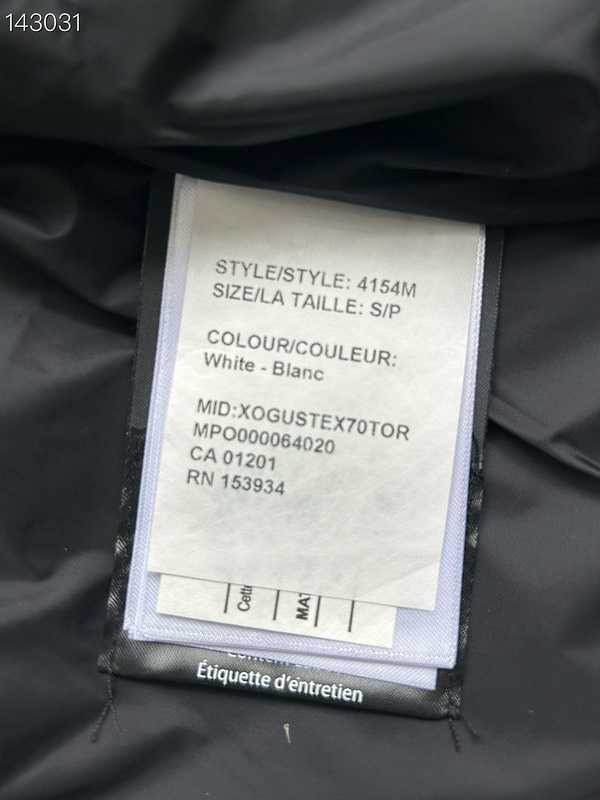 143031
STYLE/STYLE: 4154M
SIZE/LA TAILLE: S/P
COLOUR/COULEUR:
White - Blanc
MID:XOGUSTEX70TOR
MPO000064020
CA 01201
RN 153934
Étiquette d'entretien